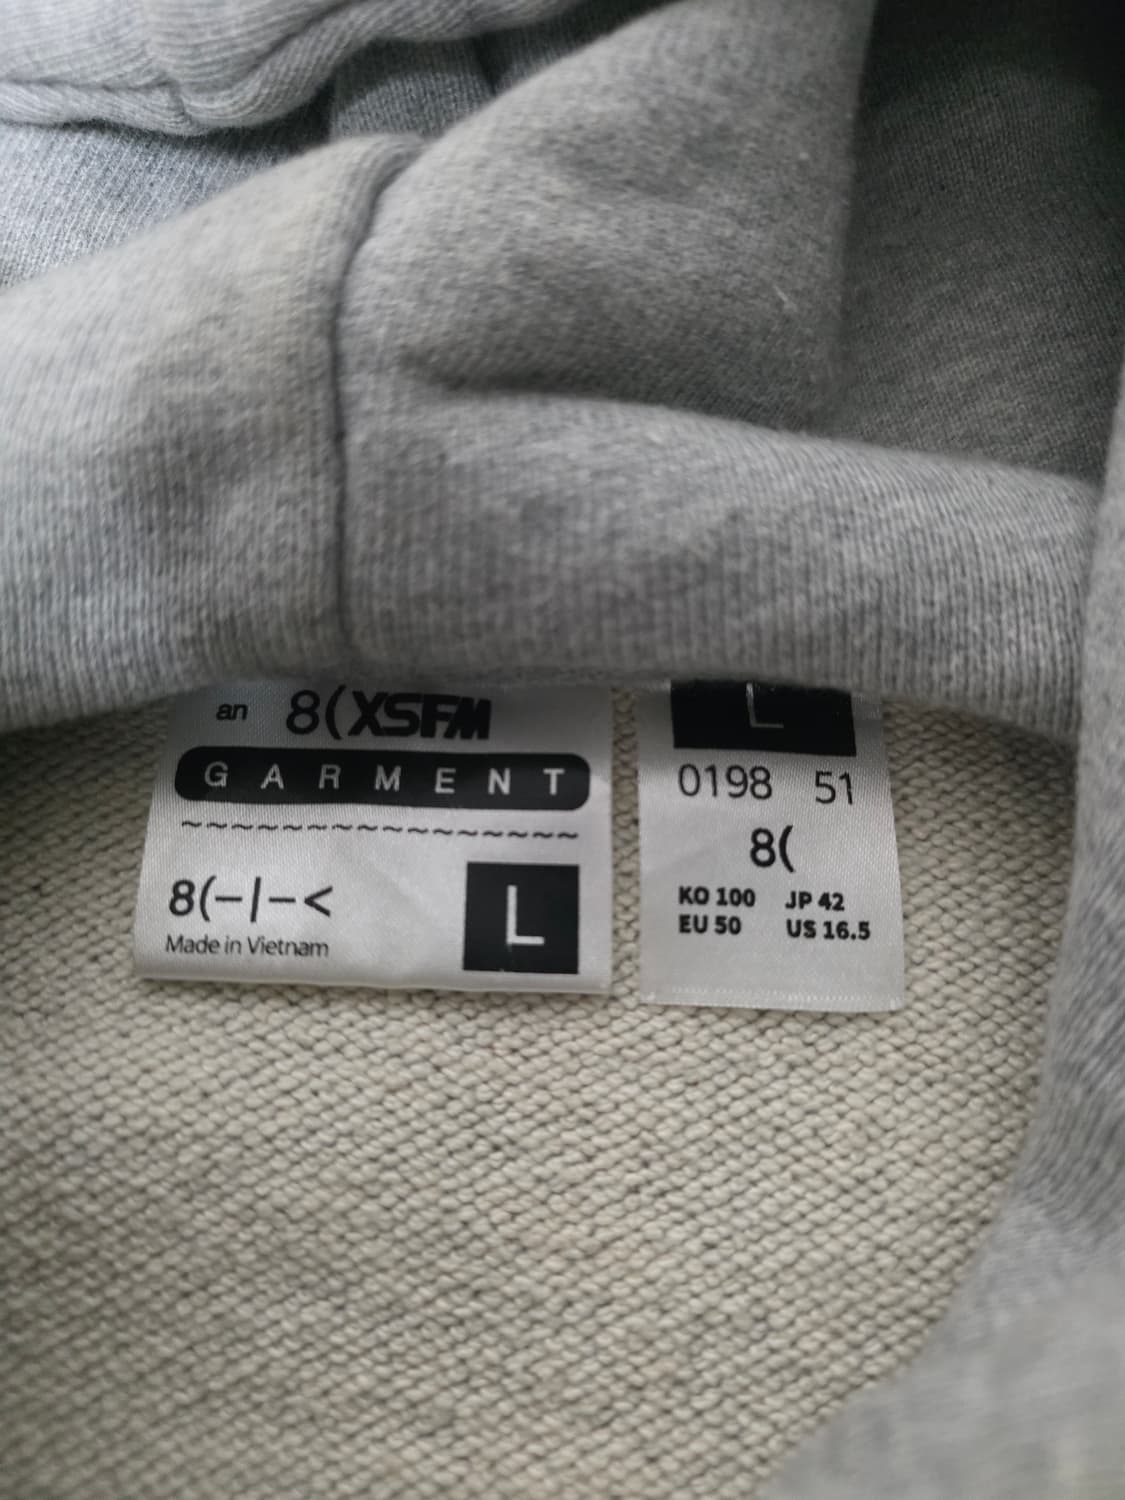 an 8(XSFM
GARMENT
~~~~~~~~~~~~~~~~
8(-/-<
Made in Vietnam
L
L
0198 51
8(
KO 100 JP 42
EU 50 US 16.5